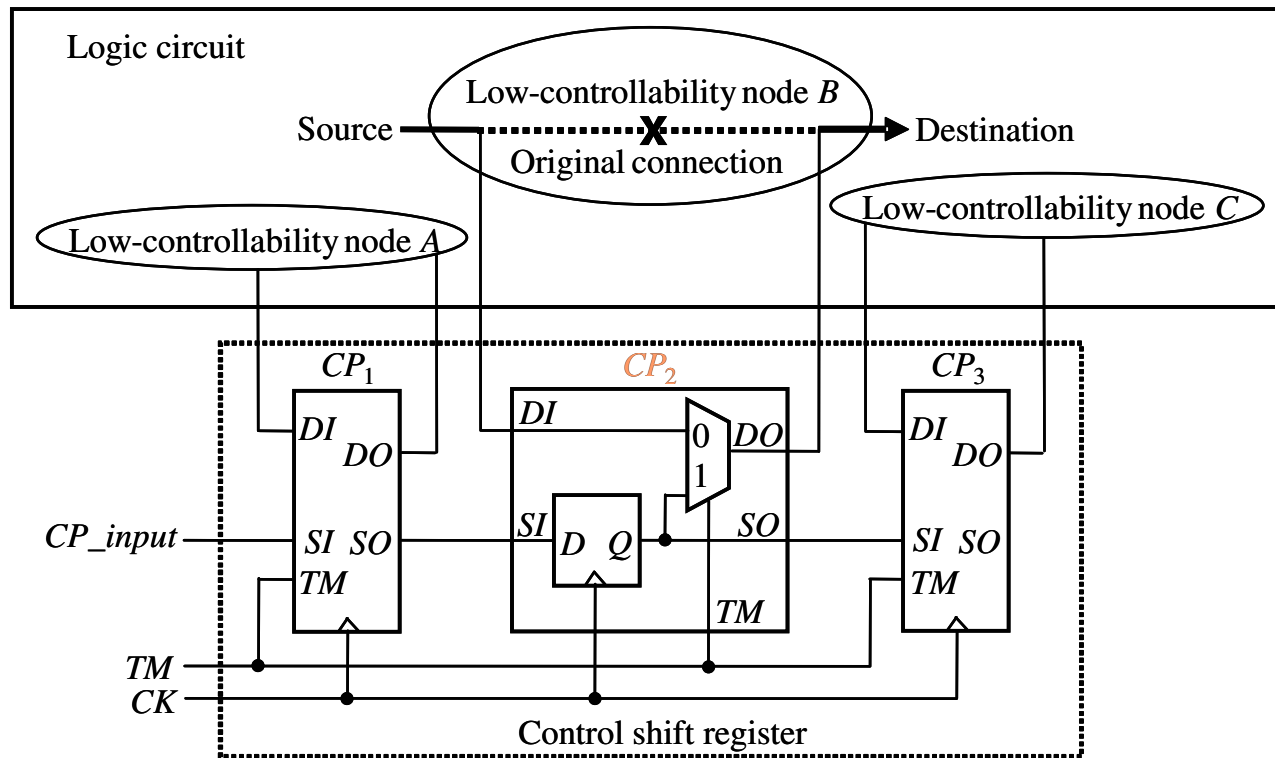 Logic circuit
Low-controllability node B
Source
Destination
Original connection
Low-controllability node A
Low-controllability node C
CP1
CP2
CP3
DI
DO
SI SO
TM
DI
0
1
DO
SI
D Q
SO
TM
DI
DO
SI SO
TM
CP_input
TM
CK
Control shift register